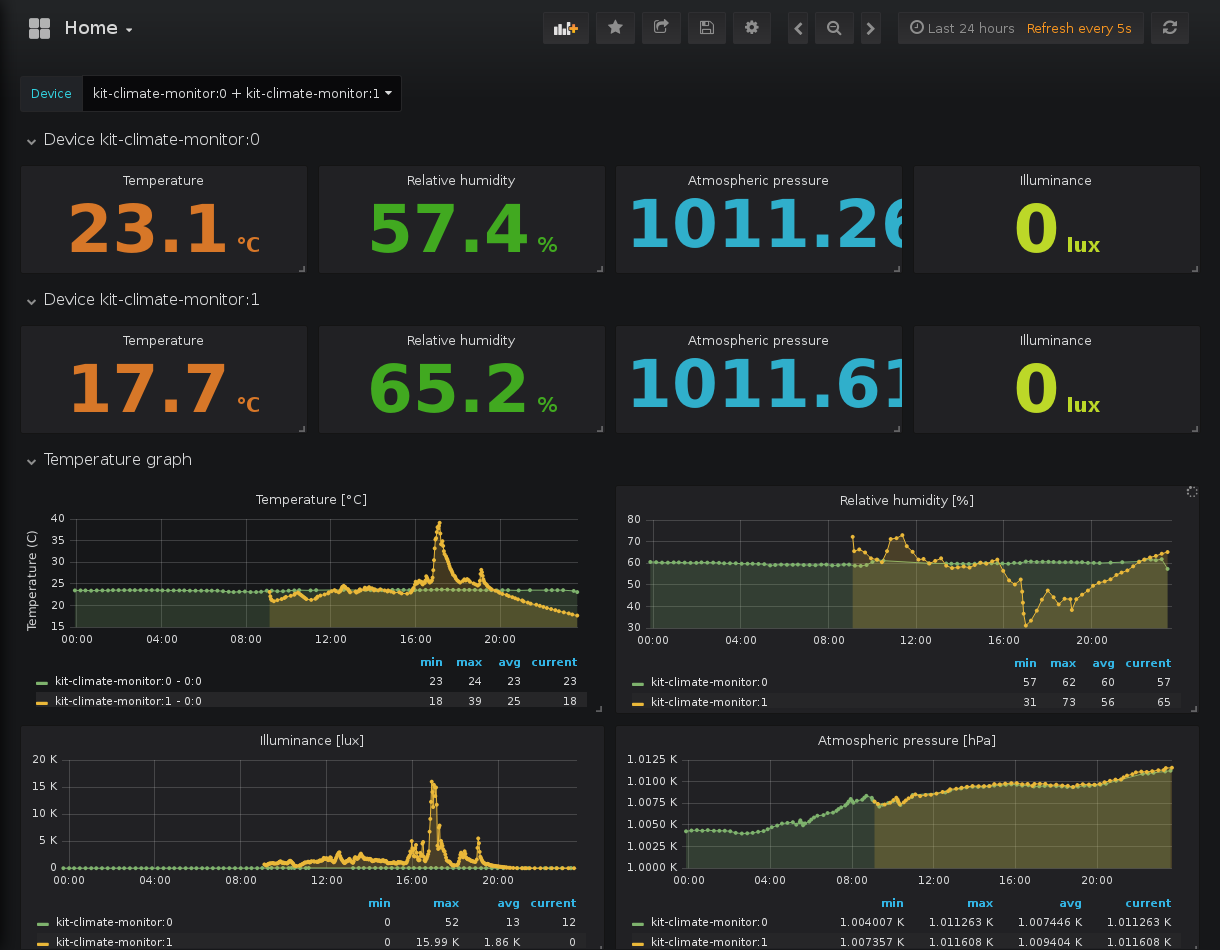 Home
Last 24 hours Refresh every 5s
Device kit-climate-monitor:0 + kit-climate-monitor:1
Device kit-climate-monitor:0
Temperature Relative humidity Atmospheric pressure Illuminance
23.1 °C 57.4 % 1011.26 0 lux
Device kit-climate-monitor:1
Temperature Relative humidity Atmospheric pressure Illuminance
17.7 °C 65.2 % 1011.61 0 lux
Temperature graph
Temperature [°C]
Temperature (C)
40
35
30
25
20
15
00:00 04:00 08:00 12:00 16:00 20:00
min max avg current
kit-climate-monitor:0 - 0:0 23 24 23 23
kit-climate-monitor:1 - 0:0 18 39 25 18
Relative humidity [%]
80
70
60
50
40
30
00:00 04:00 08:00 12:00 16:00 20:00
min max avg current
kit-climate-monitor:0 57 62 60 57
kit-climate-monitor:1 31 73 56 65
Illuminance [lux]
20 K
15 K
10 K
5 K
0
00:00 04:00 08:00 12:00 16:00 20:00
min max avg current
kit-climate-monitor:0 0 52 13 12
kit-climate-monitor:1 0 15.99 K 1.86 K 0
Atmospheric pressure [hPa]
1.0125 K
1.0100 K
1.0075 K
1.0050 K
1.0025 K
1.0000 K
00:00 04:00 08:00 12:00 16:00 20:00
min max avg current
kit-climate-monitor:0 1.004007 K 1.011263 K 1.007446 K 1.011263 K
kit-climate-monitor:1 1.007357 K 1.011608 K 1.009404 K 1.011608 K